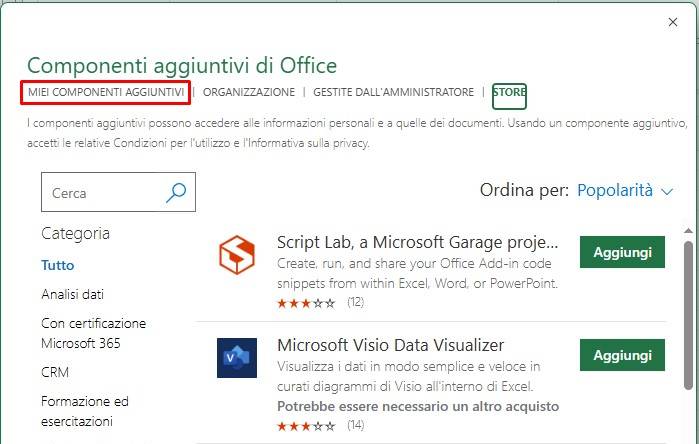 Componenti aggiuntivi di Office
MIEI COMPONENTI AGGIUNTIVI | ORGANIZZAZIONE | GESTITE DALL'AMMINISTRATORE | STORE
I componenti aggiuntivi possono accedere alle informazioni personali e a quelle dei documenti. Usando un componente aggiuntivo,
accetti le relative Condizioni per l'utilizzo e l'Informativa sulla privacy.
Cerca
Ordina per: Popolarità
Categoria
Tutto
Analisi dati
Con certificazione
Microsoft 365
CRM
Formazione ed
esercitazioni
Script Lab, a Microsoft Garage proje...
Create, run, and share your Office Add-in code
snippets from within Excel, Word, or PowerPoint.
(12)
Aggiungi
Microsoft Visio Data Visualizer
Visualizza i dati in modo semplice e veloce in
curati diagrammi di Visio all'interno di Excel.
Potrebbe essere necessario un altro acquisto
(14)
Aggiungi